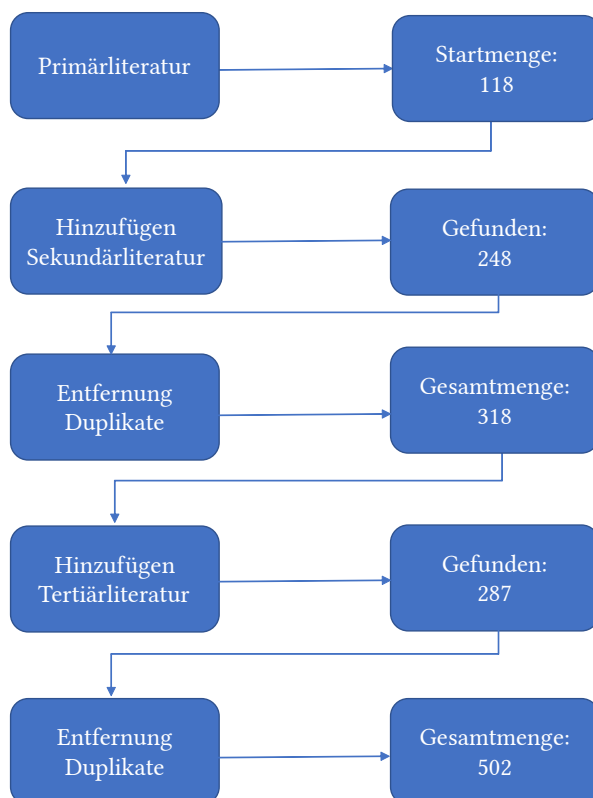 Primärliteratur
Startmenge:
118
Hinzufügen
Sekundärliteratur
Gefunden:
248
Entfernung
Duplikate
Gesamtmenge:
318
Hinzufügen
Tertiärliteratur
Gefunden:
287
Entfernung
Duplikate
Gesamtmenge:
502